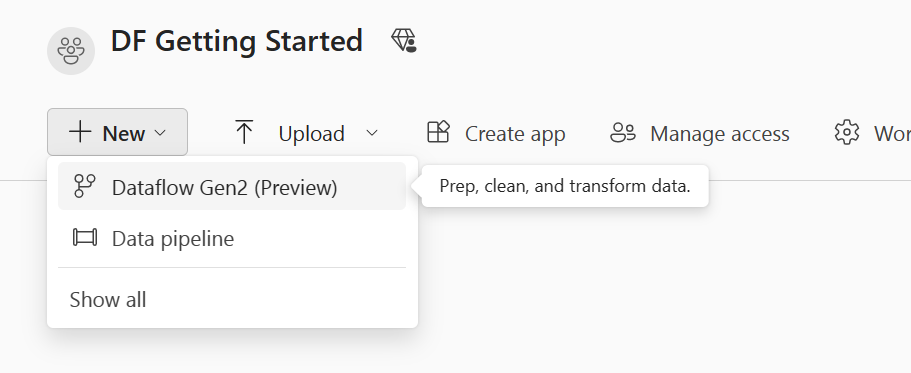 DF Getting Started
New
Upload
Create app
Manage access
Wor
Dataflow Gen2 (Preview)
Prep, clean, and transform data.
Data pipeline
Show all